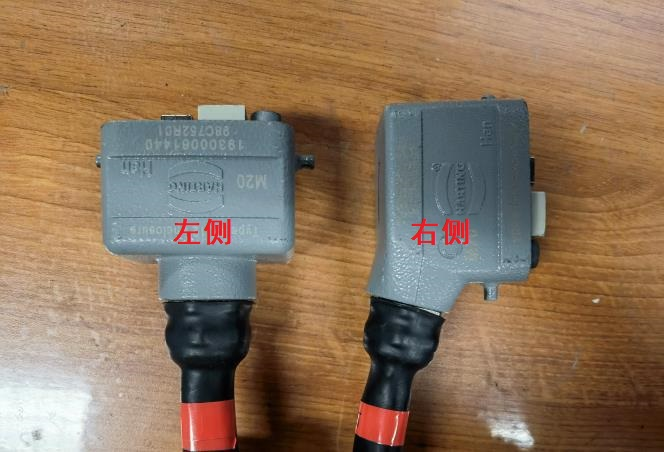 19300061440
98C752R01
Han
HARTING
M20
左侧
Han
HARTING
右侧